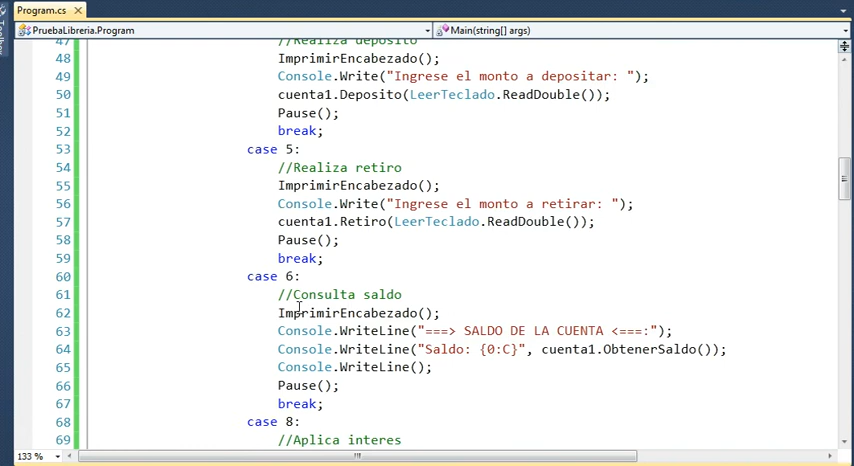 Program.cs
PruebaLibreria.Program Main(string[] args)
47 //Realiza deposito
48 ImprimirEncabezado();
49 Console.Write("Ingrese el monto a depositar: ");
50 cuenta1.Deposito(LeerTeclado.ReadDouble());
51 Pause();
52 break;
53 case 5:
54 //Realiza retiro
55 ImprimirEncabezado();
56 Console.Write("Ingrese el monto a retirar: ");
57 cuenta1.Retiro(LeerTeclado.ReadDouble());
58 Pause();
59 break;
60 case 6:
61 //Consulta saldo
62 ImprimirEncabezado();
63 Console.WriteLine("===> SALDO DE LA CUENTA <===:");
64 Console.WriteLine("Saldo: {0:C}", cuenta1.ObtenerSaldo());
65 Console.WriteLine();
66 Pause();
67 break;
68 case 8:
69 //Aplica interes
133 %